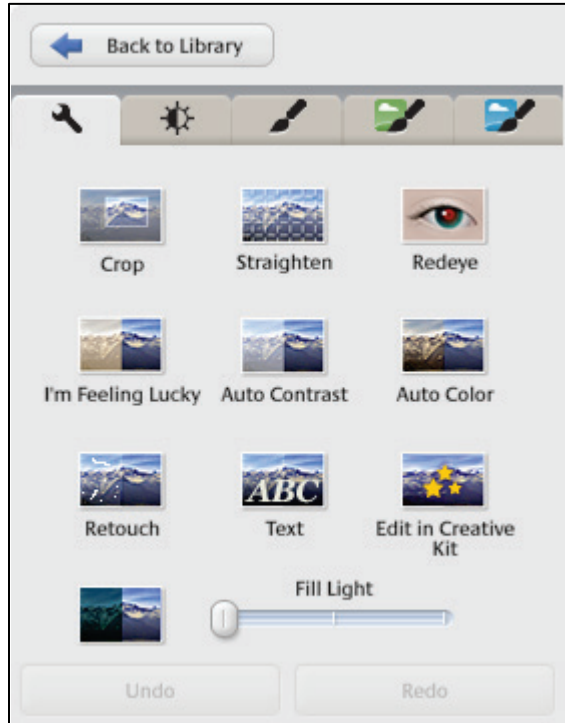 Back to Library
Crop
Straighten
Redeye
I'm Feeling Lucky
Auto Contrast
Auto Color
Retouch
ABC
Text
Edit in Creative
Kit
Fill Light
Undo
Redo